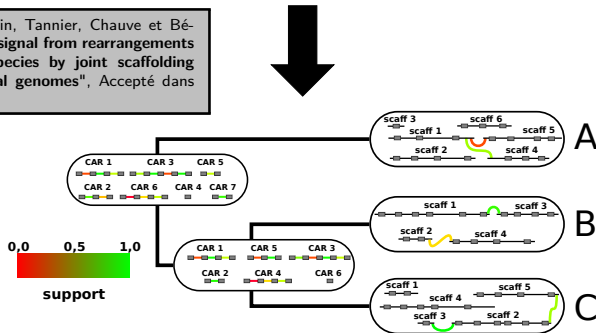 in, Tannier, Chauve et Bé-
signal from rearrangements
pecies by joint scaffolding
al genomes", Accepté dans
scaff 3
scaff 6
scaff 1
scaff 5
scaff 2
scaff 4
A
CAR 1
CAR 3
CAR 5
CAR 2
CAR 6
CAR 4
CAR 7
scaff 1
scaff 3
scaff 2
scaff 4
B
CAR 1
CAR 5
CAR 3
CAR 2
CAR 4
CAR 6
0,0
0,5
1,0
support
scaff 1
scaff 5
scaff 4
scaff 3
scaff 2
C